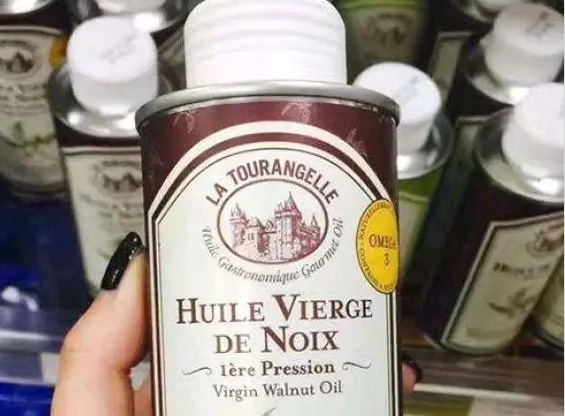 LA TOURANGELLE
Huile Gastronomique Gourmet Oil
OMEGA
3
HUILE VIERGE
DE NOIX
1ère Pression
Virgin Walnut Oil